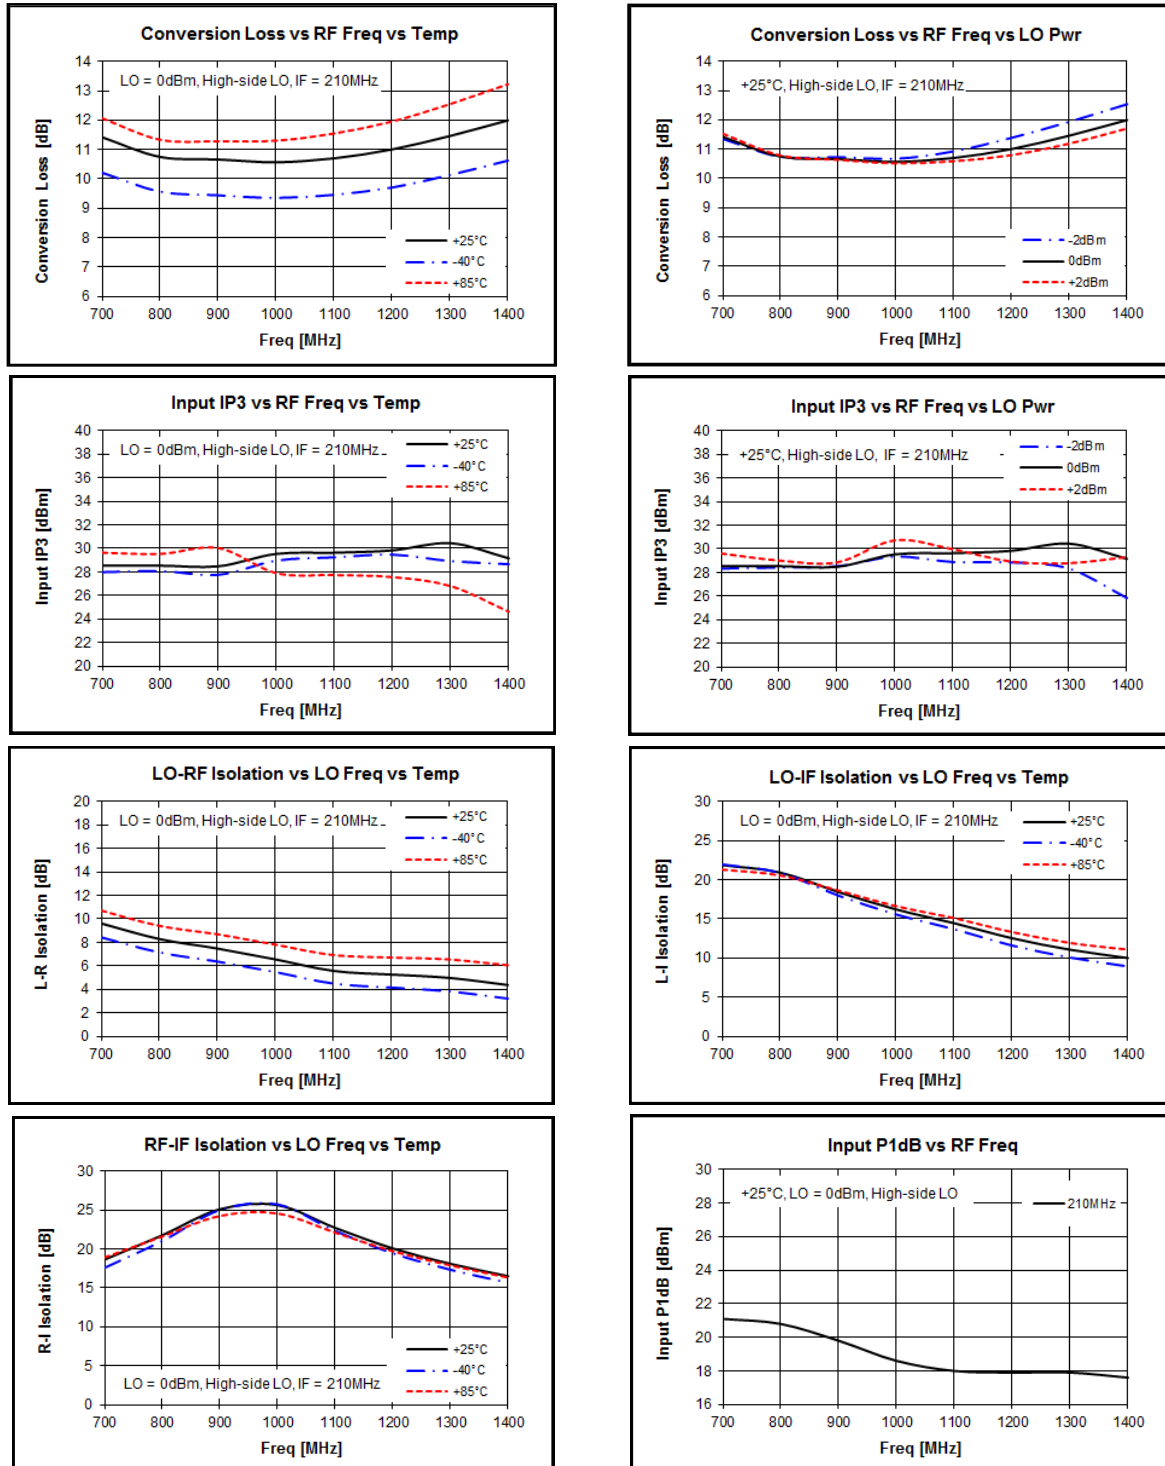 Conversion Loss vs RF Freq vs Temp
LO = 0dBm, High-side LO, IF = 210MHz
Conversion Loss [dB]
14
13
12
11
10
9
8
7
6
+25°C
-40°C
+85°C
700 800 900 1000 1100 1200 1300 1400
Freq [MHz]
Conversion Loss vs RF Freq vs LO Pwr
+25°C, High-side LO, IF = 210MHz
Conversion Loss [dB]
14
13
12
11
10
9
8
7
6
-2dBm
0dBm
+2dBm
700 800 900 1000 1100 1200 1300 1400
Freq [MHz]
Input IP3 vs RF Freq vs Temp
LO = 0dBm, High-side LO, IF = 210MHz
Input IP3 [dBm]
40
38
36
34
32
30
28
26
24
22
20
+25°C
-40°C
+85°C
700 800 900 1000 1100 1200 1300 1400
Freq [MHz]
Input IP3 vs RF Freq vs LO Pwr
+25°C, High-side LO, IF = 210MHz
Input IP3 [dBm]
40
38
36
34
32
30
28
26
24
22
20
-2dBm
0dBm
+2dBm
700 800 900 1000 1100 1200 1300 1400
Freq [MHz]
LO-RF Isolation vs LO Freq vs Temp
LO = 0dBm, High-side LO, IF = 210MHz
L-R Isolation [dB]
20
18
16
14
12
10
8
6
4
2
0
+25°C
-40°C
+85°C
700 800 900 1000 1100 1200 1300 1400
Freq [MHz]
LO-IF Isolation vs LO Freq vs Temp
LO = 0dBm, High-side LO, IF = 210MHz
L-I Isolation [dB]
30
25
20
15
10
5
0
+25°C
-40°C
+85°C
700 800 900 1000 1100 1200 1300 1400
Freq [MHz]
RF-IF Isolation vs LO Freq vs Temp
R-I Isolation [dB]
30
25
20
15
10
5
0
+25°C
-40°C
+85°C
LO = 0dBm, High-side LO, IF = 210MHz
700 800 900 1000 1100 1200 1300 1400
Freq [MHz]
Input P1dB vs RF Freq
+25°C, LO = 0dBm, High-side LO
210MHz
Input P1dB [dBm]
30
28
26
24
22
20
18
16
700 800 900 1000 1100 1200 1300 1400
Freq [MHz]